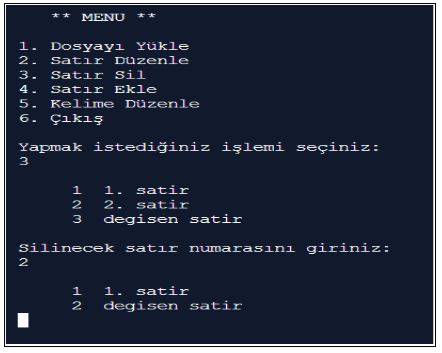 ** MENU **
1. Dosyayı Yükle
2. Satır Düzenle
3. Satır Sil
4. Satır Ekle
5. Kelime Düzenle
6. Çıkış
Yapmak istediğiniz işlemi seçiniz:
3
1 1. satir
2 2. satir
3 degisen satir
Silinecek satır numarasını giriniz:
2
1 1. satir
2 degisen satir